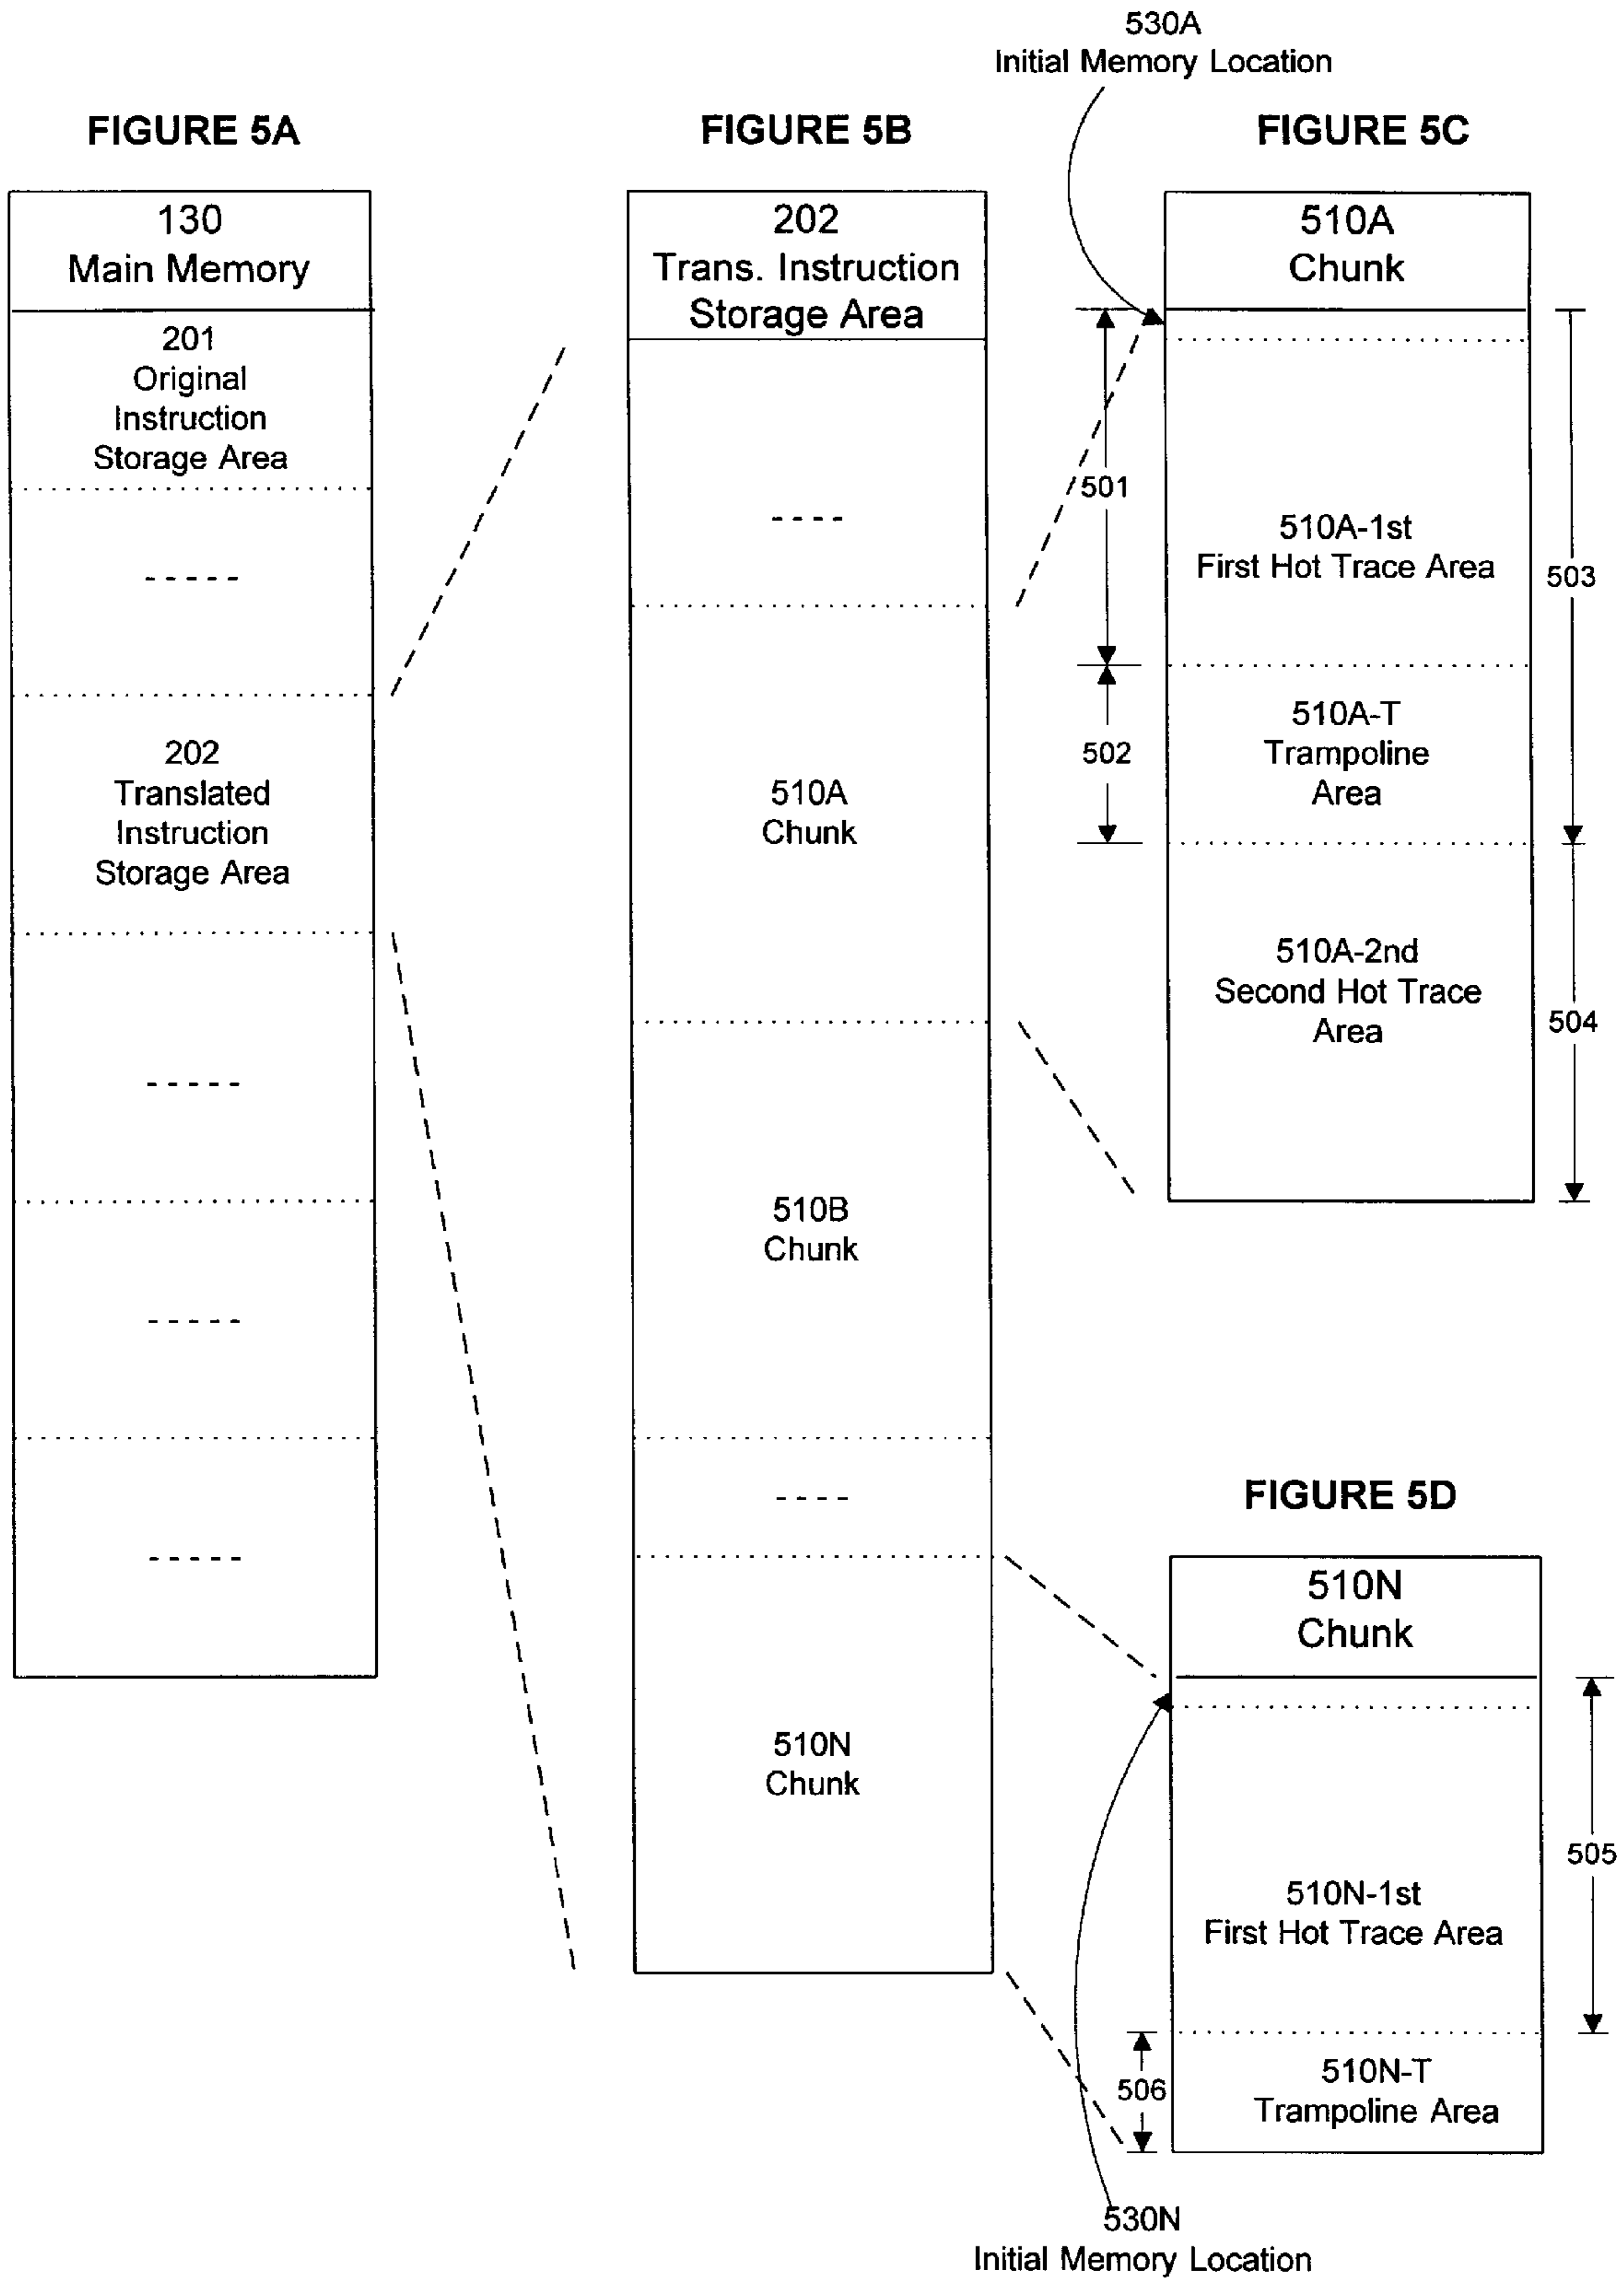 530A
Initial Memory Location
FIGURE 5A
FIGURE 5B
FIGURE 5C
130
Main Memory
201
Original
Instruction
Storage Area
-----
202
Translated
Instruction
Storage Area
-----
-----
-----
202
Trans. Instruction
Storage Area
----
510A
Chunk
510B
Chunk
----
510N
Chunk
510A
Chunk
501
510A-1st
First Hot Trace Area
503
502
510A-T
Trampoline
Area
510A-2nd
Second Hot Trace
Area
504
FIGURE 5D
510N
Chunk
510N-1st
First Hot Trace Area
505
506
510N-T
Trampoline Area
530N
Initial Memory Location